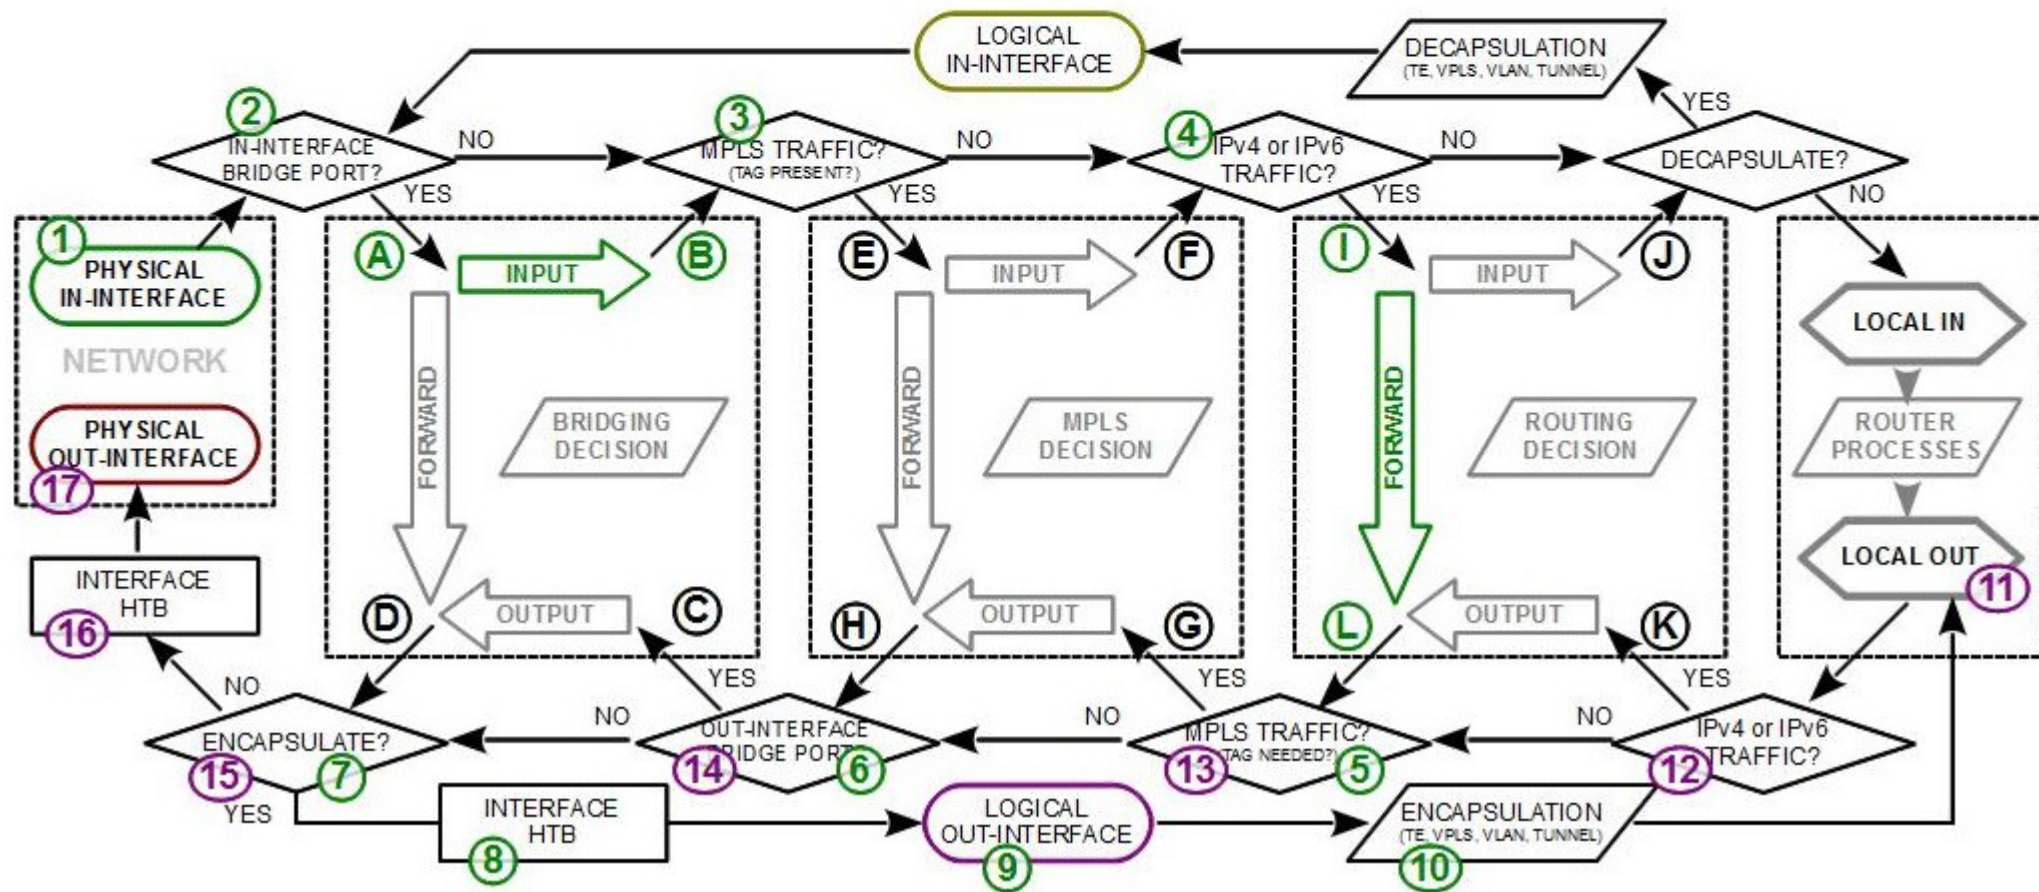 LOGICAL
IN-INTERFACE
DECAPSULATION
(TE, VPLS, VLAN, TUNNEL)
YES
2
IN-INTERFACE
BRIDGE PORT?
NO
YES
3
MPLS TRAFFIC?
(TAG PRESENT?)
NO
YES
4
IPv4 or IPv6
TRAFFIC?
NO
YES
DECAPSULATE?
NO
1
PHYSICAL
IN-INTERFACE
NETWORK
PHYSICAL
OUT-INTERFACE
17
A
INPUT
B
FORWARD
BRIDGING
DECISION
D
OUTPUT
C
E
INPUT
F
FORWARD
MPLS
DECISION
H
OUTPUT
G
I
INPUT
J
FORWARD
ROUTING
DECISION
L
OUTPUT
K
LOCAL IN
ROUTER
PROCESSES
LOCAL OUT
11
INTERFACE
HTB
16
NO
ENCAPSULATE?
15
7
YES
NO
YES
OUT-INTERFACE
BRIDGE PORT?
14
6
NO
YES
MPLS TRAFFIC?
(TAG NEEDED?)
13
5
NO
YES
IPv4 or IPv6
TRAFFIC?
12
INTERFACE
HTB
8
LOGICAL
OUT-INTERFACE
9
ENCAPSULATION
(TE, VPLS, VLAN, TUNNEL)
10